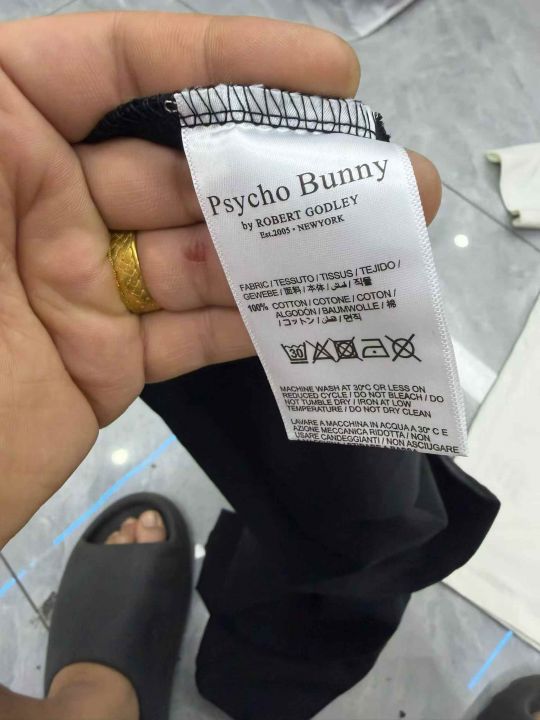 Psycho Bunny
by ROBERT GODLEY
Est.2005 • NEWYORK
FABRIC / TESSUTO / TISSUS / TEJIDO /
GEWEBE / 面料 / 本体 / قماش / 직물
100% COTTON / COTONE / COTON /
ALGODÓN / BAUMWOLLE / 棉
/ コットン / قطن / 면직
30
MACHINE WASH AT 30°C OR LESS ON
REDUCED CYCLE / DO NOT BLEACH / DO
NOT TUMBLE DRY / IRON AT LOW
TEMPERATURE / DO NOT DRY CLEAN
LAVARE A MACCHINA IN ACQUA A 30° C E
AZIONE MECCANICA RIDOTTA / NON
USARE CANDEGGIANTI / NON ASCIUGARE